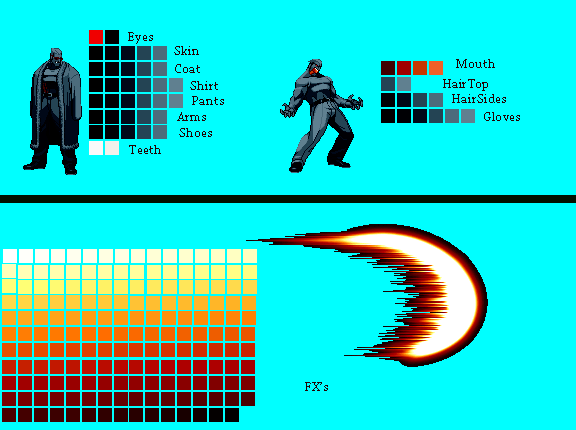 Eyes
Skin
Coat
Shirt
Pants
Arms
Shoes
Teeth
Mouth
HairTop
HairSides
Gloves
FX's